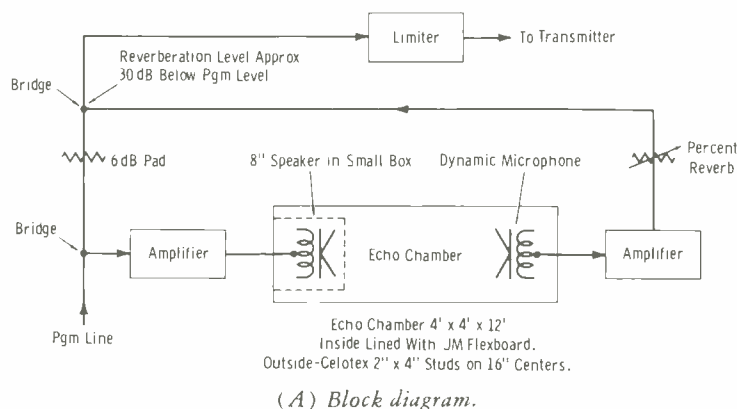 Limiter
To Transmitter
Reverberation Level Approx
30 dB Below Pgm Level
Bridge
6 dB Pad
8" Speaker in Small Box
Dynamic Microphone
Percent
Reverb
Bridge
Amplifier
Echo Chamber
Amplifier
Pgm Line
Echo Chamber 4' x 4' x 12'
Inside Lined With JM Flexboard.
Outside-Celotex 2" x 4" Studs on 16" Centers.
(A) Block diagram.